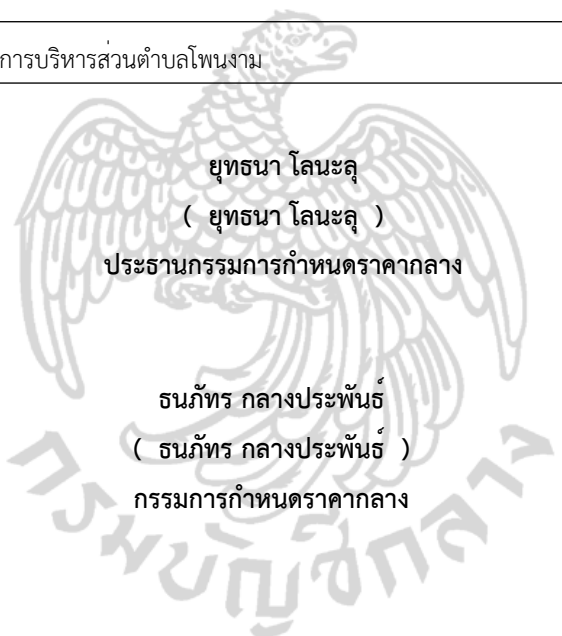 การบริหารส่วนตำบลโพนงาม
ยุทธนา โลนะลุ
( ยุทธนา โลนะลุ )
ประธานกรรมการกำหนดราคากลาง
ธนภัทร กลางประพันธ์
( ธนภัทร กลางประพันธ์ )
กรรมการกำหนดราคากลาง
กรมบัญชีกลาง